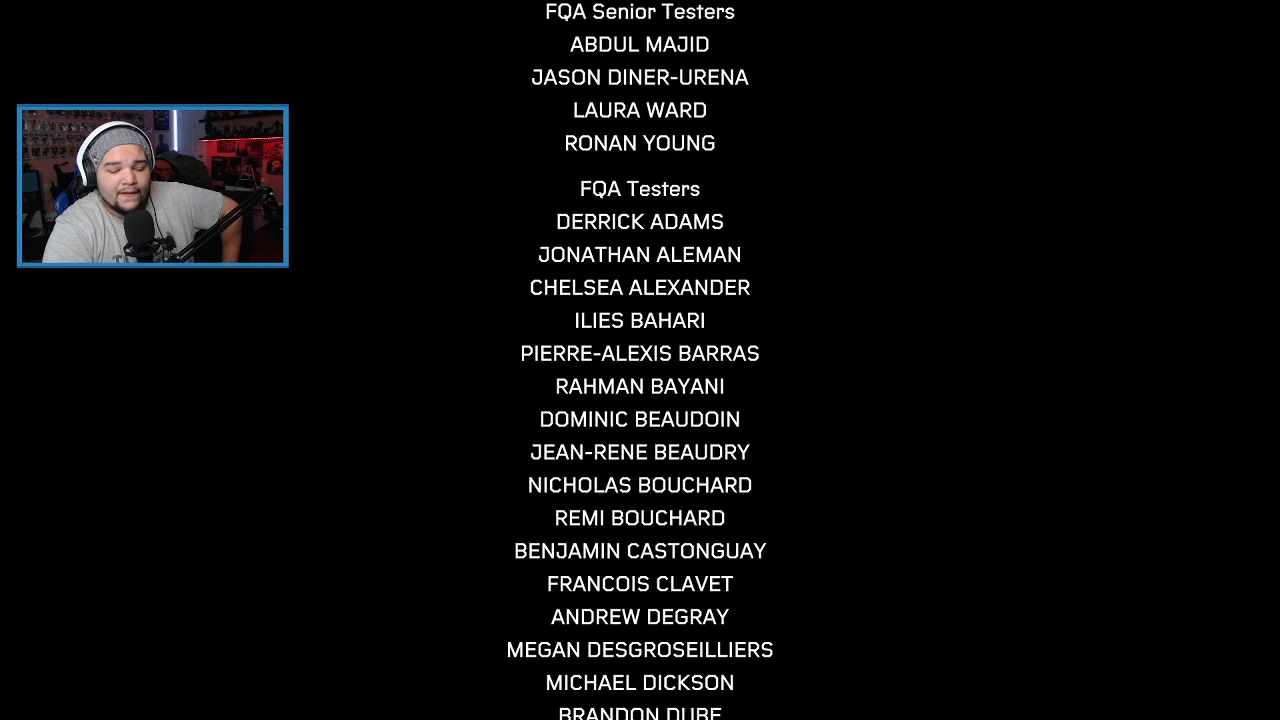 FQA Senior Testers
ABDUL MAJID
JASON DINER-URENA
LAURA WARD
RONAN YOUNG
FQA Testers
DERRICK ADAMS
JONATHAN ALEMAN
CHELSEA ALEXANDER
ILIES BAHARI
PIERRE-ALEXIS BARRAS
RAHMAN BAYANI
DOMINIC BEAUDOIN
JEAN-RENE BEAUDRY
NICHOLAS BOUCHARD
REMI BOUCHARD
BENJAMIN CASTONGUAY
FRANCOIS CLAVET
ANDREW DEGRAY
MEGAN DESGROSEILLIERS
MICHAEL DICKSON
BRANDON DUBE